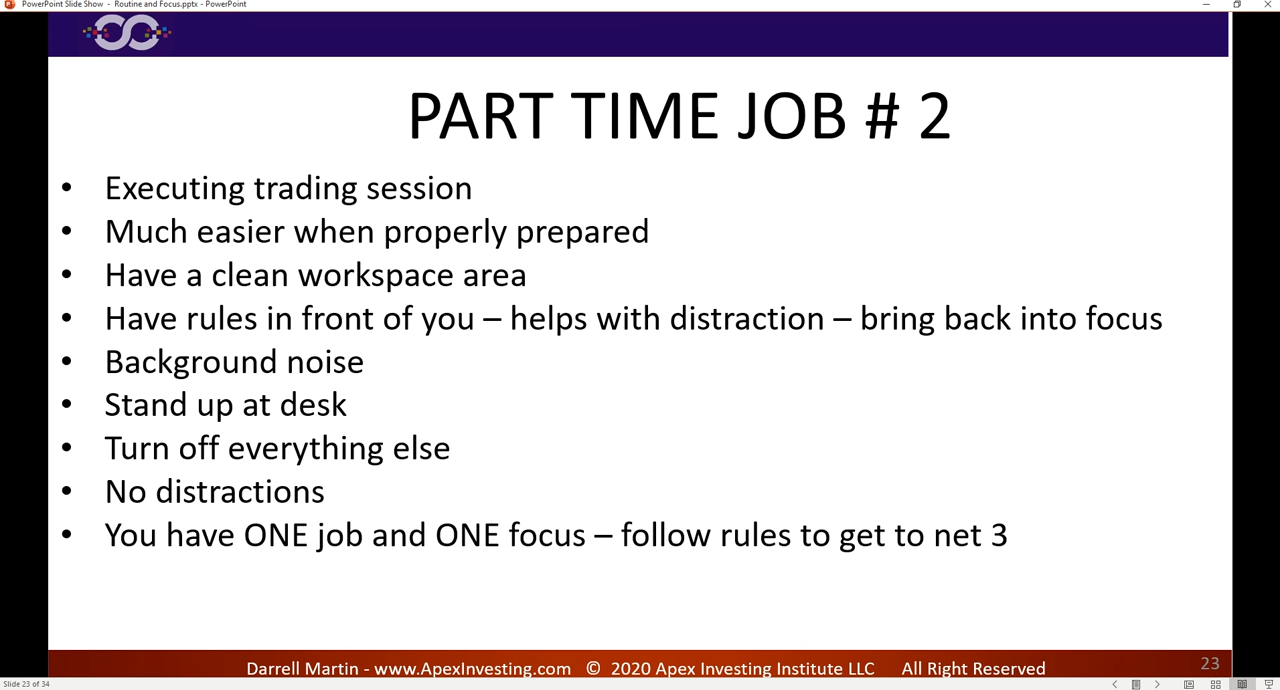 PowerPoint Slide Show - Routine and Focus.pptx - PowerPoint
PART TIME JOB # 2
• Executing trading session
• Much easier when properly prepared
• Have a clean workspace area
• Have rules in front of you – helps with distraction – bring back into focus
• Background noise
• Stand up at desk
• Turn off everything else
• No distractions
• You have ONE job and ONE focus – follow rules to get to net 3
Darrell Martin - www.ApexInvesting.com © 2020 Apex Investing Institute LLC All Right Reserved
23
Slide 23 of 34